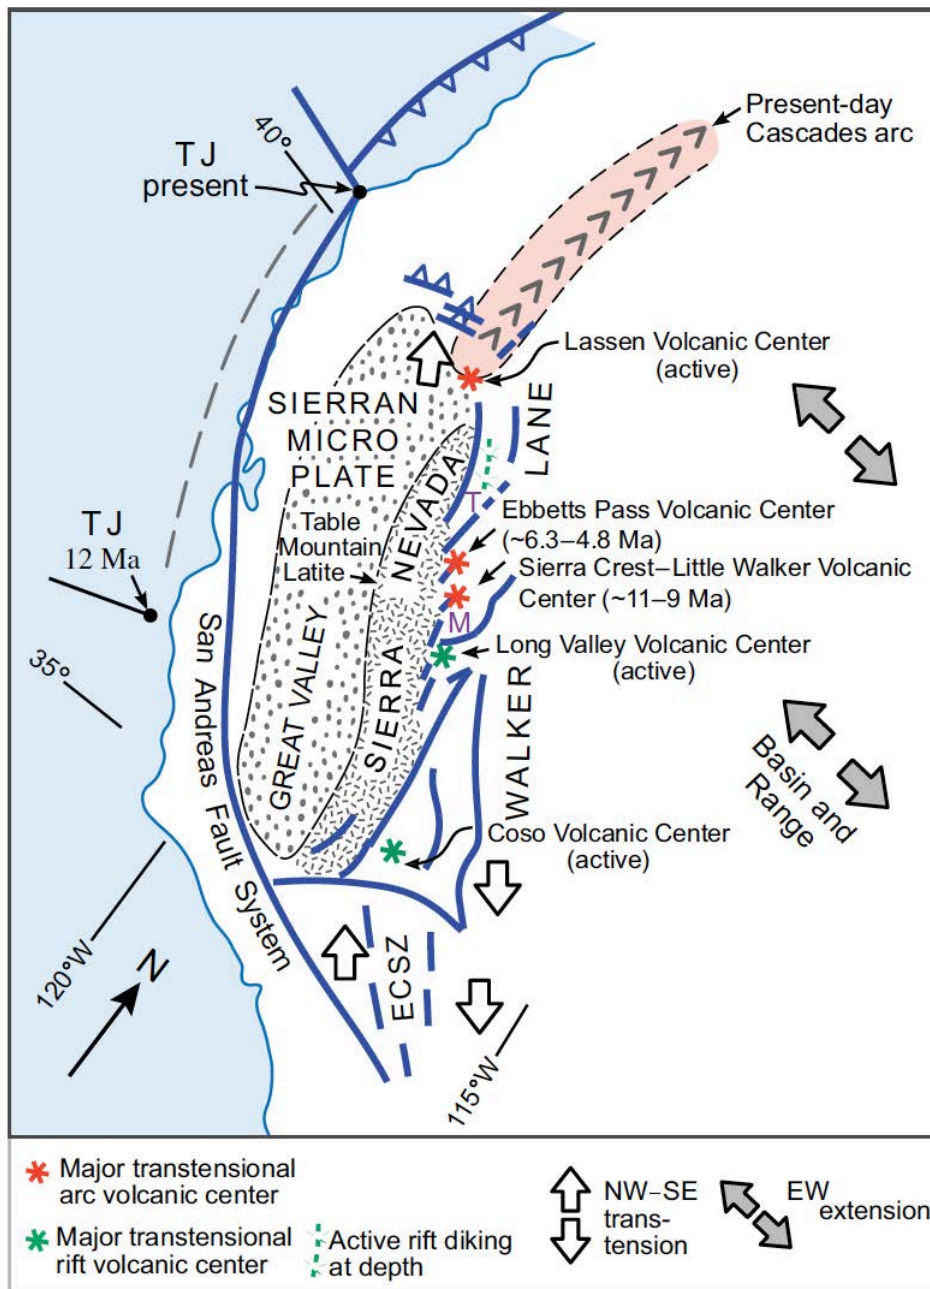 Present-day
Cascades arc
40°
TJ
present
Lassen Volcanic Center
(active)
SIERRAN
MICRO
PLATE
LANE
NEVADA
T
Ebbetts Pass Volcanic Center
(~6.3–4.8 Ma)
Table
Mountain
Latite
Sierra Crest–Little Walker Volcanic
Center (~11–9 Ma)
TJ
12 Ma
M
Long Valley Volcanic Center
(active)
35°
San Andreas Fault System
GREAT VALLEY
SIERRA
WALKER
Basin and
Range
Coso Volcanic Center
(active)
120°W
N
ECSZ
115°W
Major transtensional
arc volcanic center
Major transtensional
rift volcanic center
Active rift diking
at depth
NW–SE
trans-
tension
EW
extension